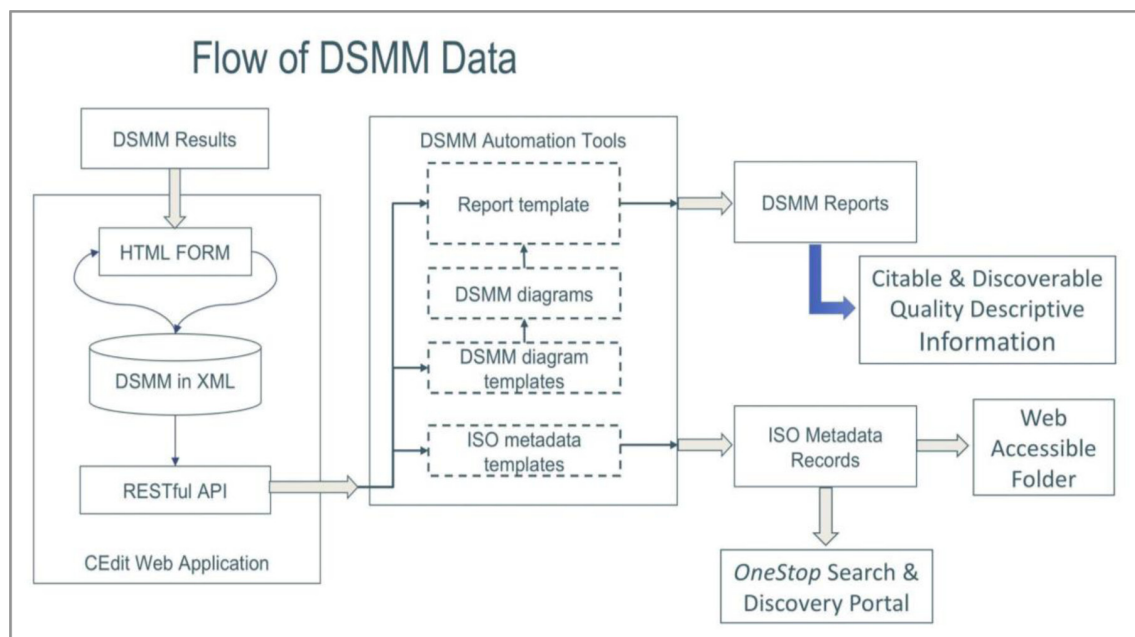 Flow of DSMM Data
DSMM Results
HTML FORM
DSMM in XML
RESTful API
CEdit Web Application
DSMM Automation Tools
Report template
DSMM diagrams
DSMM diagram
templates
ISO metadata
templates
DSMM Reports
Citable & Discoverable
Quality Descriptive
Information
ISO Metadata
Records
Web
Accessible
Folder
OneStop Search &
Discovery Portal